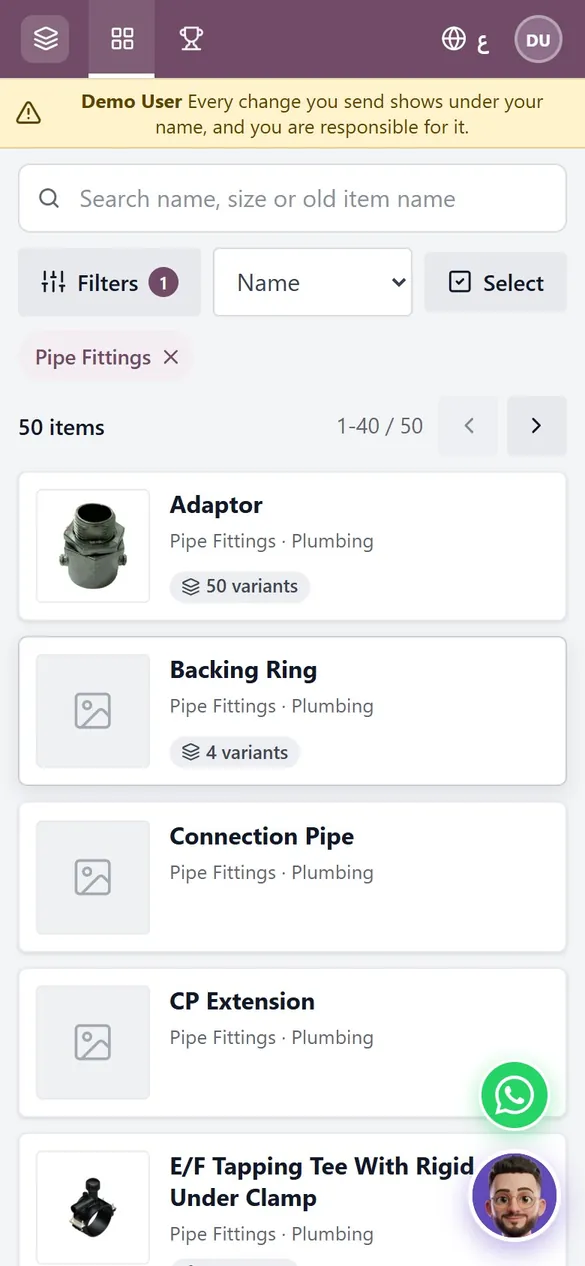 ع
DU
Demo User Every change you send shows under your
name, and you are responsible for it.
Search name, size or old item name
Filters 1
Name
Select
Pipe Fittings
50 items
1-40 / 50
Adaptor
Pipe Fittings · Plumbing
50 variants
Backing Ring
Pipe Fittings · Plumbing
4 variants
Connection Pipe
Pipe Fittings · Plumbing
CP Extension
Pipe Fittings · Plumbing
E/F Tapping Tee With Rigid
Under Clamp
Pipe Fittings · Plumbing